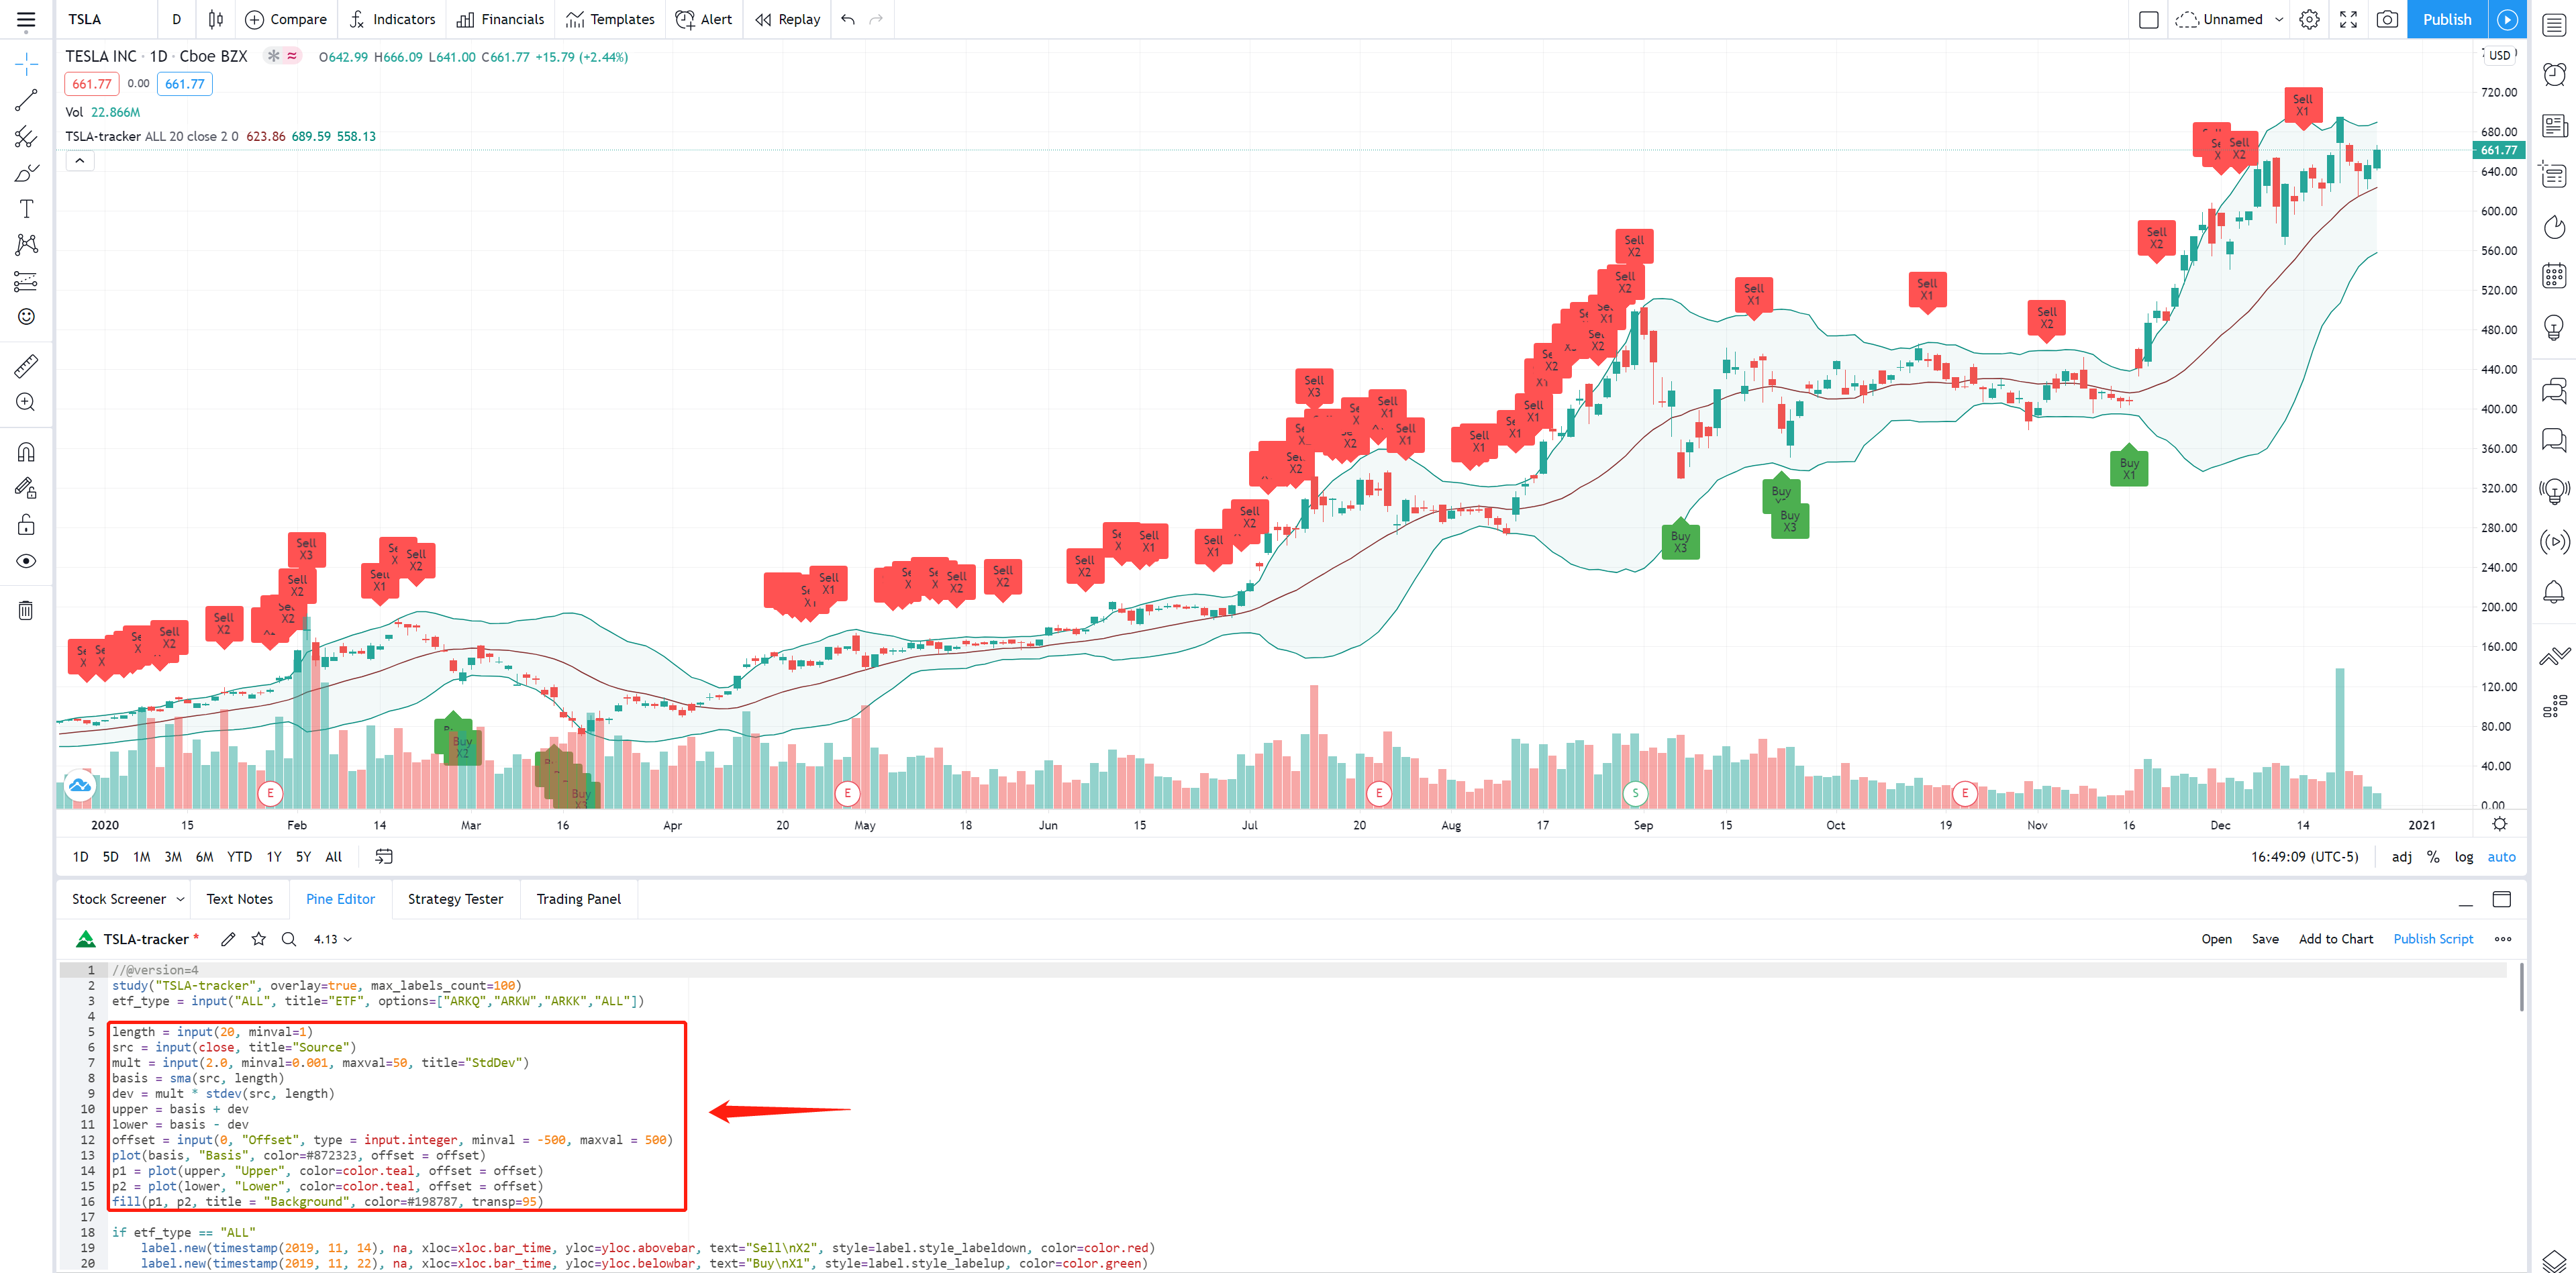 TSLA D Compare Indicators Financials Templates Alert Replay Unnamed Publish
TESLA INC · 1D · Cboe BZX O642.99 H666.09 L641.00 C661.77 +15.79 (+2.44%)
661.77 0.00 661.77
Vol 22.866M
TSLA-tracker ALL 20 close 2 0 623.86 689.59 558.13
USD
720.00
680.00
661.77
640.00
600.00
560.00
520.00
480.00
440.00
400.00
360.00
320.00
280.00
240.00
200.00
160.00
120.00
80.00
40.00
0.00
Sell
X1
Sell
X2
Sell
X2
Sell
X2
Sell
X2
Sell
X1
Sell
X1
Sell
X2
Sell
X3
Sell
X1
Sell
X1
Sell
X1
Sell
X1
Sell
X2
Sell
X1
Sell
X1
Sell
X2
Sell
X2
Sell
X2
Sell
X1
Sell
X3
Sell
X2
Sell
X1
Sell
X2
Sell
X2
Sell
X2
Buy
X1
Buy
Buy
X3
Buy
X3
Buy
X2
Buy
X3
E E E S E
2020 15 Feb 14 Mar 16 Apr 20 May 18 Jun 15 Jul 20 Aug 17 Sep 15 Oct 19 Nov 16 Dec 14 2021
1D 5D 1M 3M 6M YTD 1Y 5Y All 16:49:09 (UTC-5) adj % log auto
Stock Screener Text Notes Pine Editor Strategy Tester Trading Panel
TSLA-tracker * 4.13 Open Save Add to Chart Publish Script
1 //@version=4
2 study("TSLA-tracker", overlay=true, max_labels_count=100)
3 etf_type = input("ALL", title="ETF", options=["ARKQ","ARKW","ARKK","ALL"])
4
5 length = input(20, minval=1)
6 src = input(close, title="Source")
7 mult = input(2.0, minval=0.001, maxval=50, title="StdDev")
8 basis = sma(src, length)
9 dev = mult * stdev(src, length)
10 upper = basis + dev
11 lower = basis - dev
12 offset = input(0, "Offset", type = input.integer, minval = -500, maxval = 500)
13 plot(basis, "Basis", color=#872323, offset = offset)
14 p1 = plot(upper, "Upper", color=color.teal, offset = offset)
15 p2 = plot(lower, "Lower", color=color.teal, offset = offset)
16 fill(p1, p2, title = "Background", color=#198787, transp=95)
17
18 if etf_type == "ALL"
19 label.new(timestamp(2019, 11, 14), na, xloc=xloc.bar_time, yloc=yloc.abovebar, text="Sell\nX2", style=label.style_labeldown, color=color.red)
20 label.new(timestamp(2019, 11, 22), na, xloc=xloc.bar_time, yloc=yloc.belowbar, text="Buy\nX1", style=label.style_labelup, color=color.green)